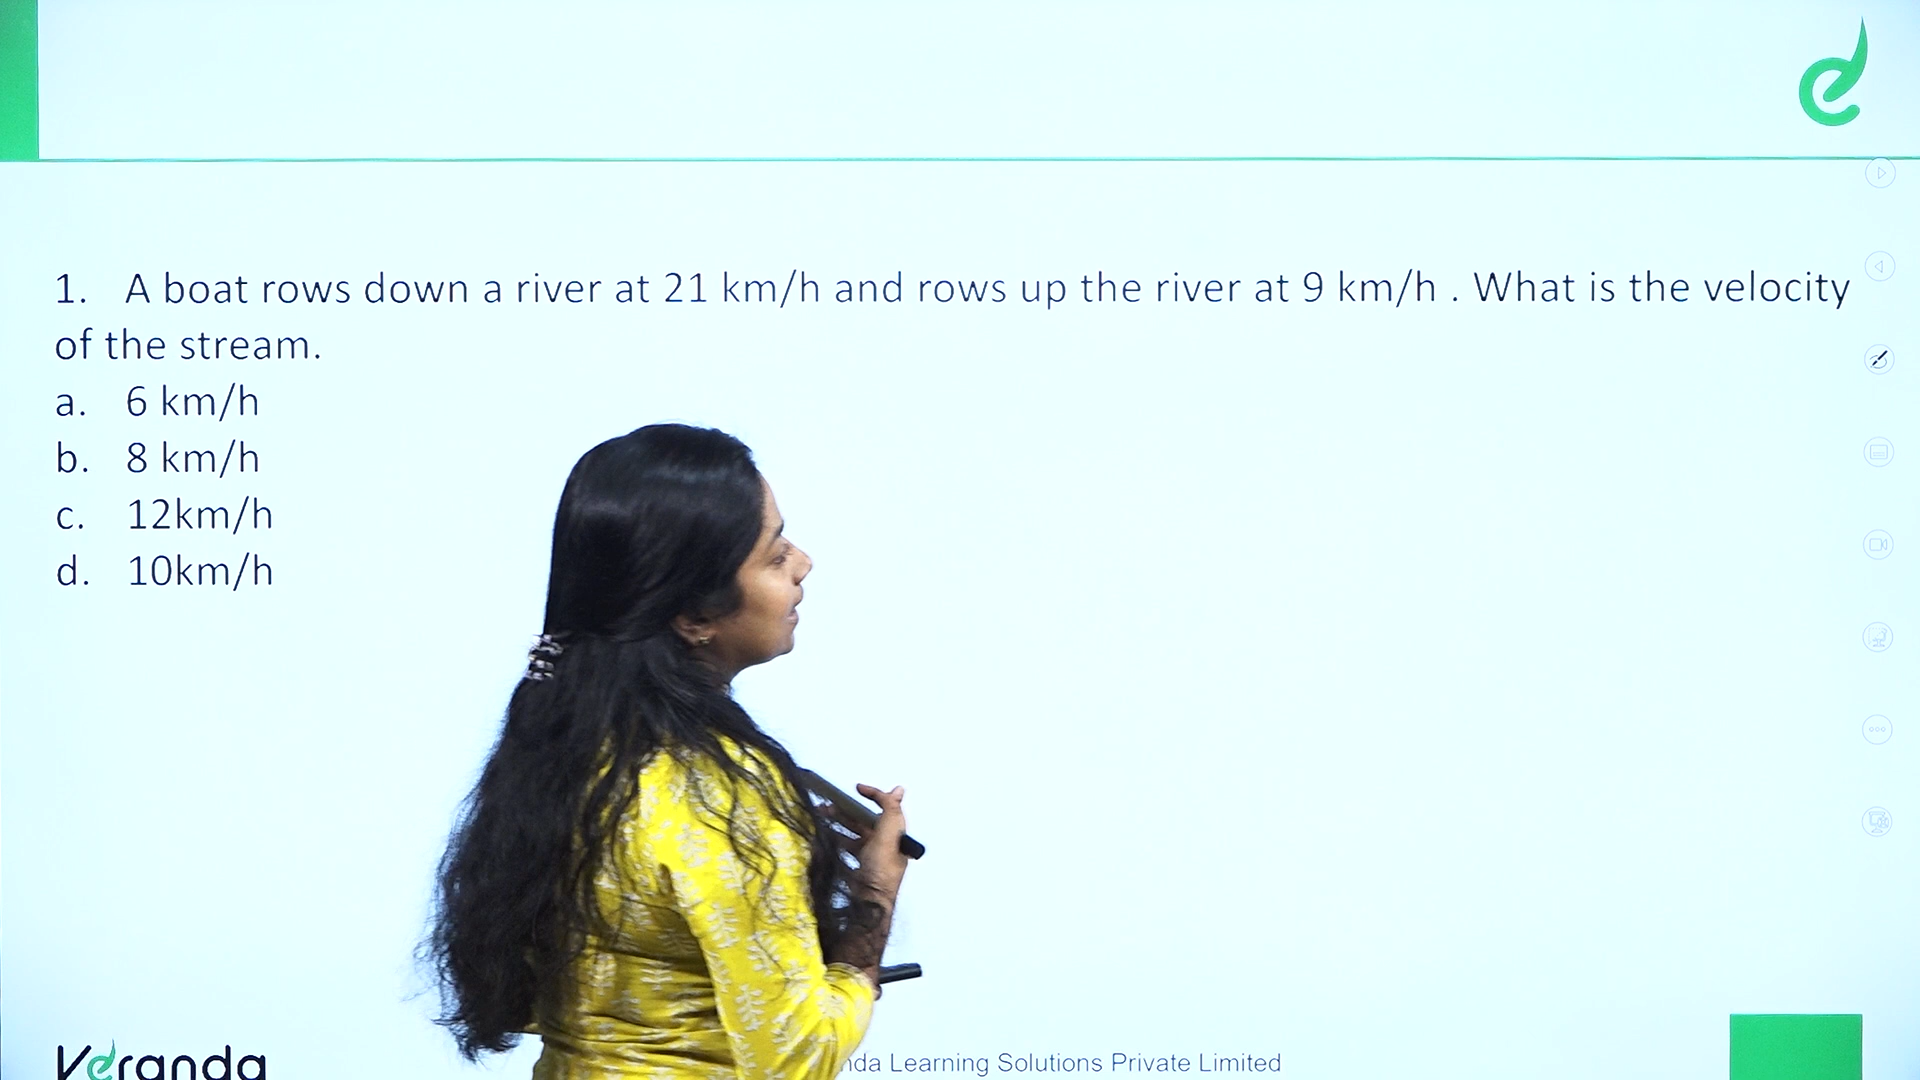 1. A boat rows down a river at 21 km/h and rows up the river at 9 km/h . What is the velocity
of the stream.
a. 6 km/h
b. 8 km/h
c. 12km/h
d. 10km/h
Veranda
Learning Solutions Private Limited